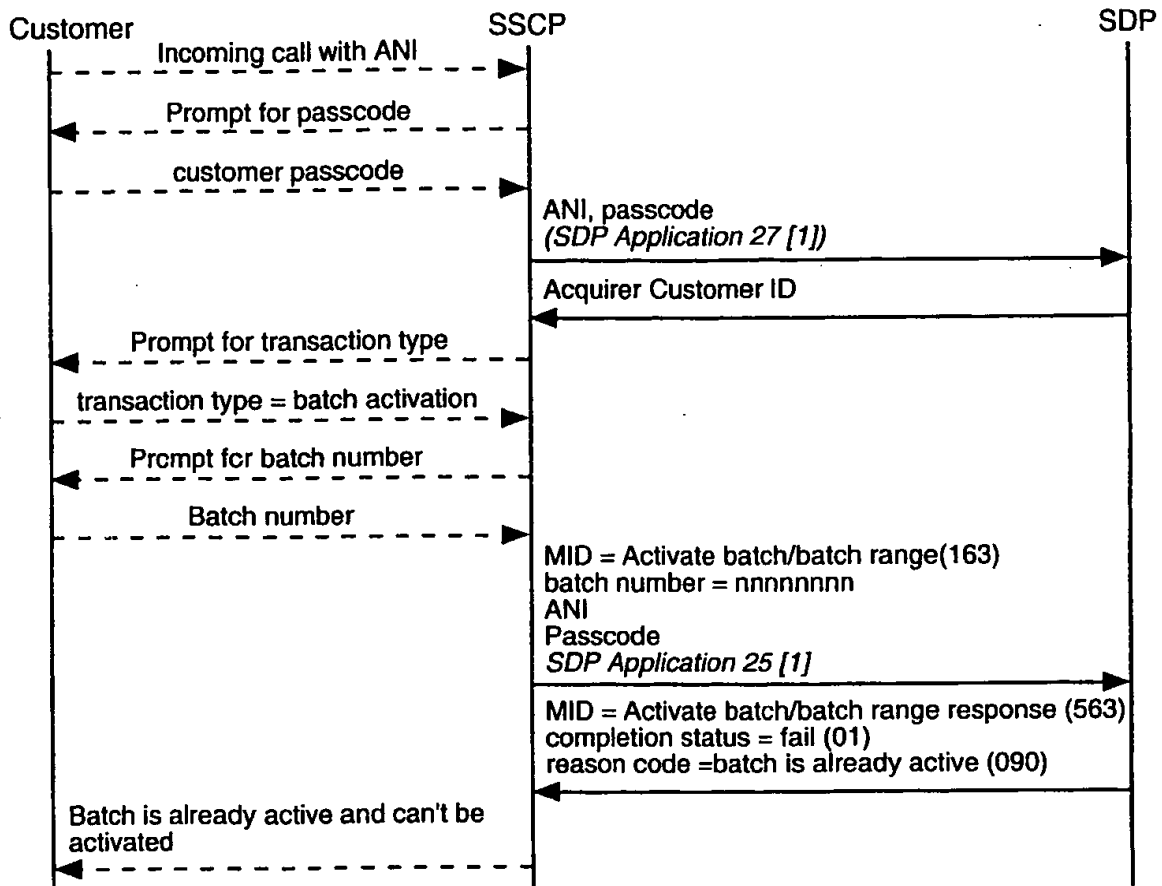 Customer
SSCP
SDP
Incoming call with ANI
Prompt for passcode
customer passcode
ANI, passcode
(SDP Application 27 [1])
Acquirer Customer ID
Prompt for transaction type
transaction type = batch activation
Prompt for batch number
Batch number
MID = Activate batch/batch range(163)
batch number = nnnnnnnnn
ANI
Passcode
SDP Application 25 [1]
MID = Activate batch/batch range response (563)
completion status = fail (01)
reason code =batch is already active (090)
Batch is already active and can't be
activated